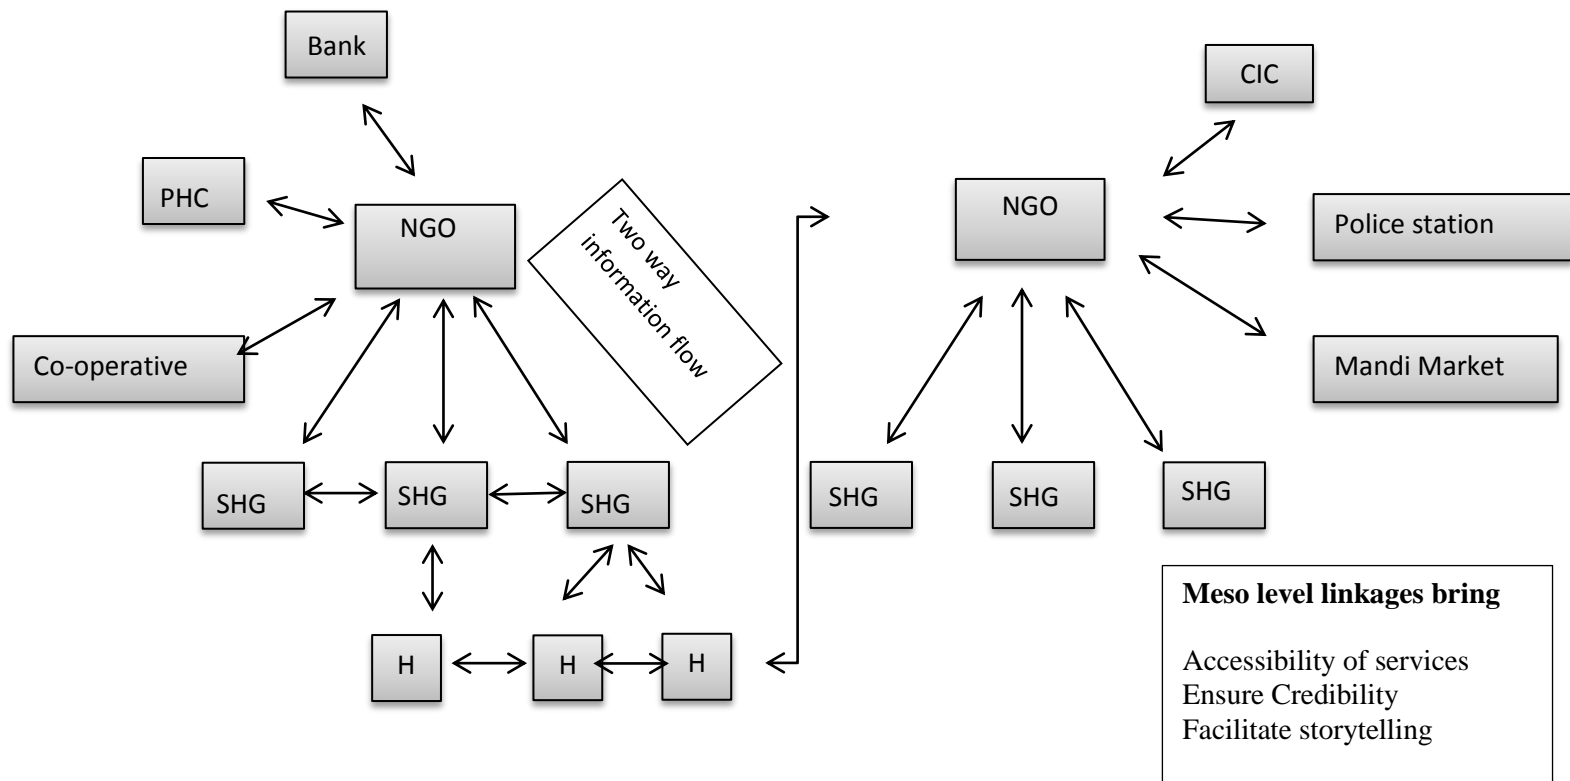 Bank
CIC
PHC
NGO
Two way
information flow
NGO
Police station
Co-operative
Mandi Market
SHG
SHG
SHG
SHG
SHG
SHG
H
H
H
Meso level linkages bring
Accessibility of services
Ensure Credibility
Facilitate storytelling